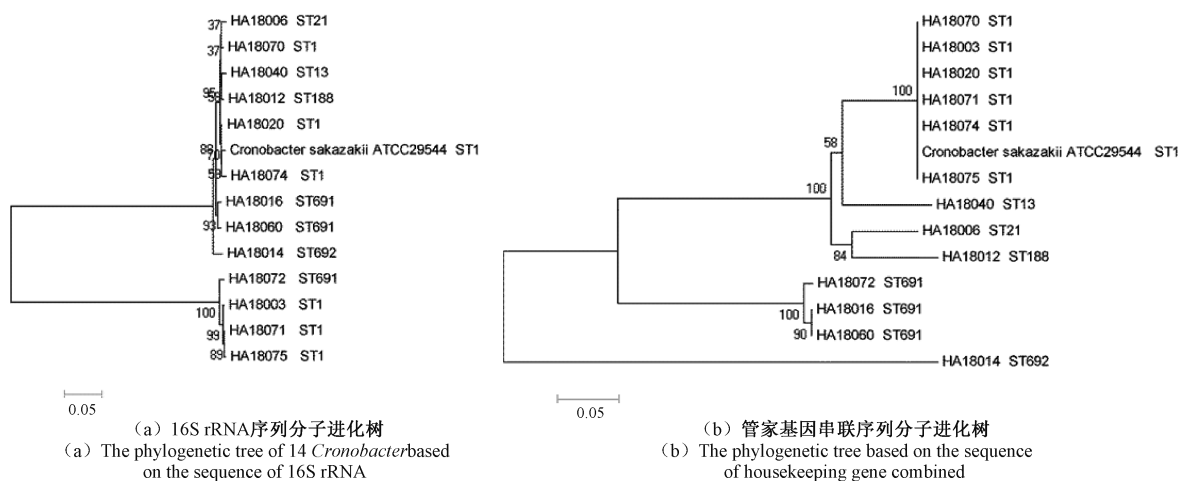 HA18006 ST21
HA18070 ST1
HA18040 ST13
HA18012 ST188
HA18020 ST1
Cronobacter sakazakii ATCC29544 ST1
HA18074 ST1
HA18016 ST691
HA18060 ST691
HA18014 ST692
HA18072 ST691
HA18003 ST1
HA18071 ST1
HA18075 ST1
37
37
95
88
70
53
93
100
99
89
0.05
(a)16S rRNA序列分子进化树
(a)The phylogenetic tree of 14 Cronobacterbased
on the sequence of 16S rRNA
HA18070 ST1
HA18003 ST1
HA18020 ST1
HA18071 ST1
HA18074 ST1
Cronobacter sakazakii ATCC29544 ST1
HA18075 ST1
HA18040 ST13
HA18006 ST21
HA18012 ST188
HA18072 ST691
HA18016 ST691
HA18060 ST691
HA18014 ST692
100
58
100
84
100
90
0.05
(b)管家基因串联序列分子进化树
(b)The phylogenetic tree based on the sequence
of housekeeping gene combined